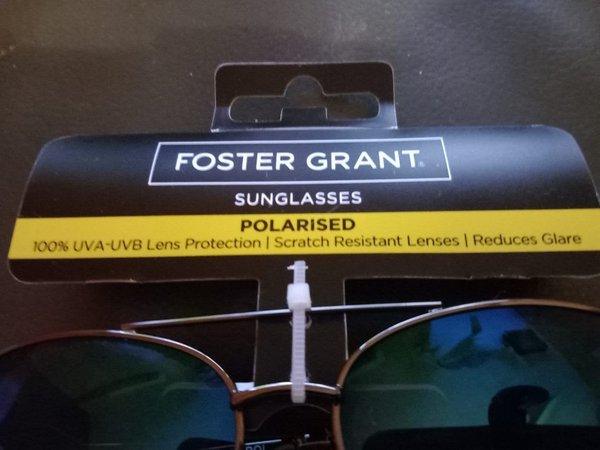 FOSTER GRANT
SUNGLASSES
POLARISED
100% UVA-UVB Lens Protection | Scratch Resistant Lenses | Reduces Glare